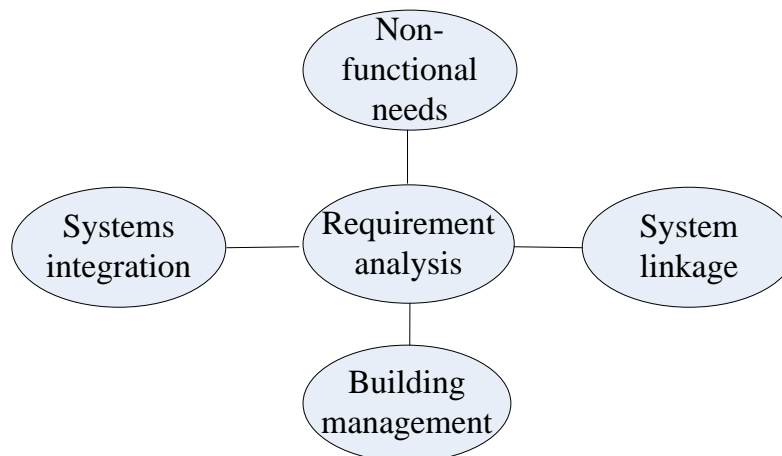 Non-
functional
needs
Systems
integration
Requirement
analysis
System
linkage
Building
management